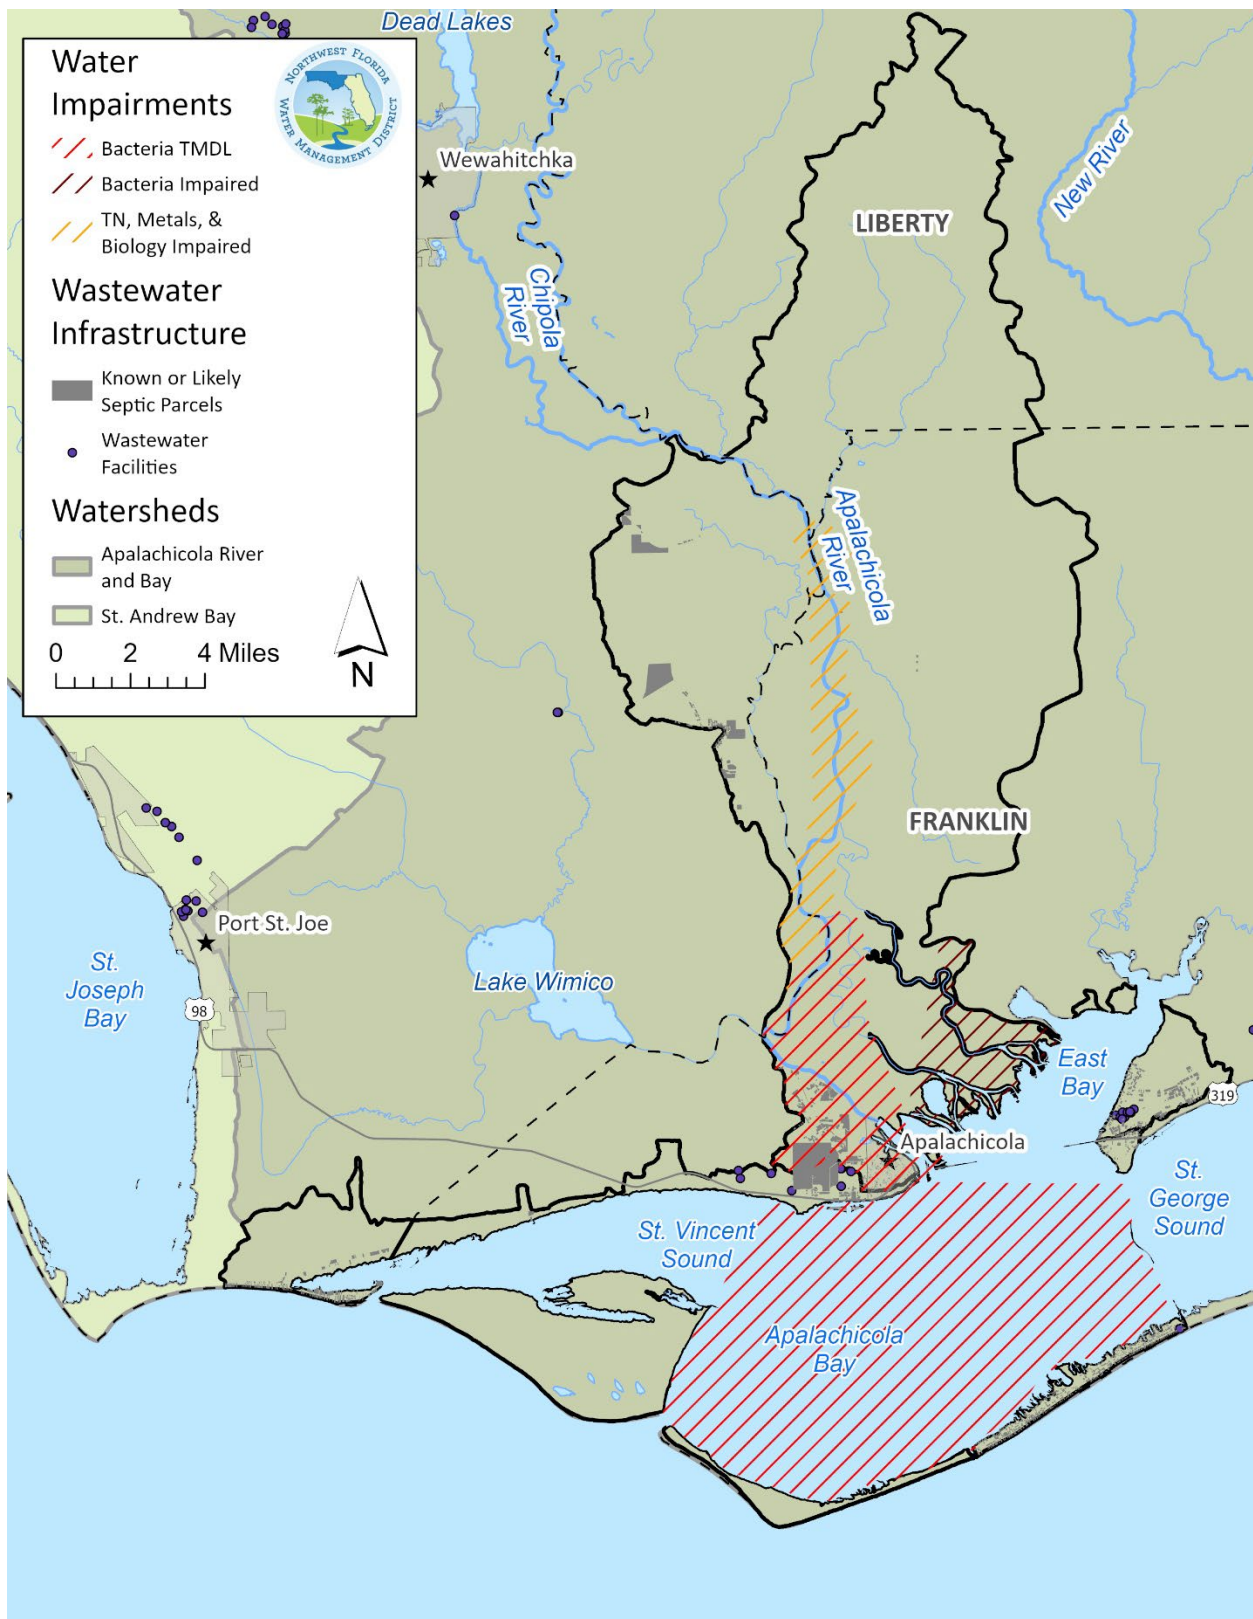 Dead Lakes
Water
Impairments
NORTHWEST FLORIDA
WATER MANAGEMENT DISTRICT
Bacteria TMDL
Bacteria Impaired
TN, Metals, &
Biology Impaired
Wastewater
Infrastructure
Known or Likely
Septic Parcels
Wastewater
Facilities
Watersheds
Apalachicola River
and Bay
St. Andrew Bay
0 2 4 Miles
N
Wewahitchka
New River
LIBERTY
Chipola
River
Apalachicola
River
FRANKLIN
Port St. Joe
St.
Joseph
Bay
98
Lake Wimico
East
Bay
319
Apalachicola
St. Vincent
Sound
St.
George
Sound
Apalachicola
Bay